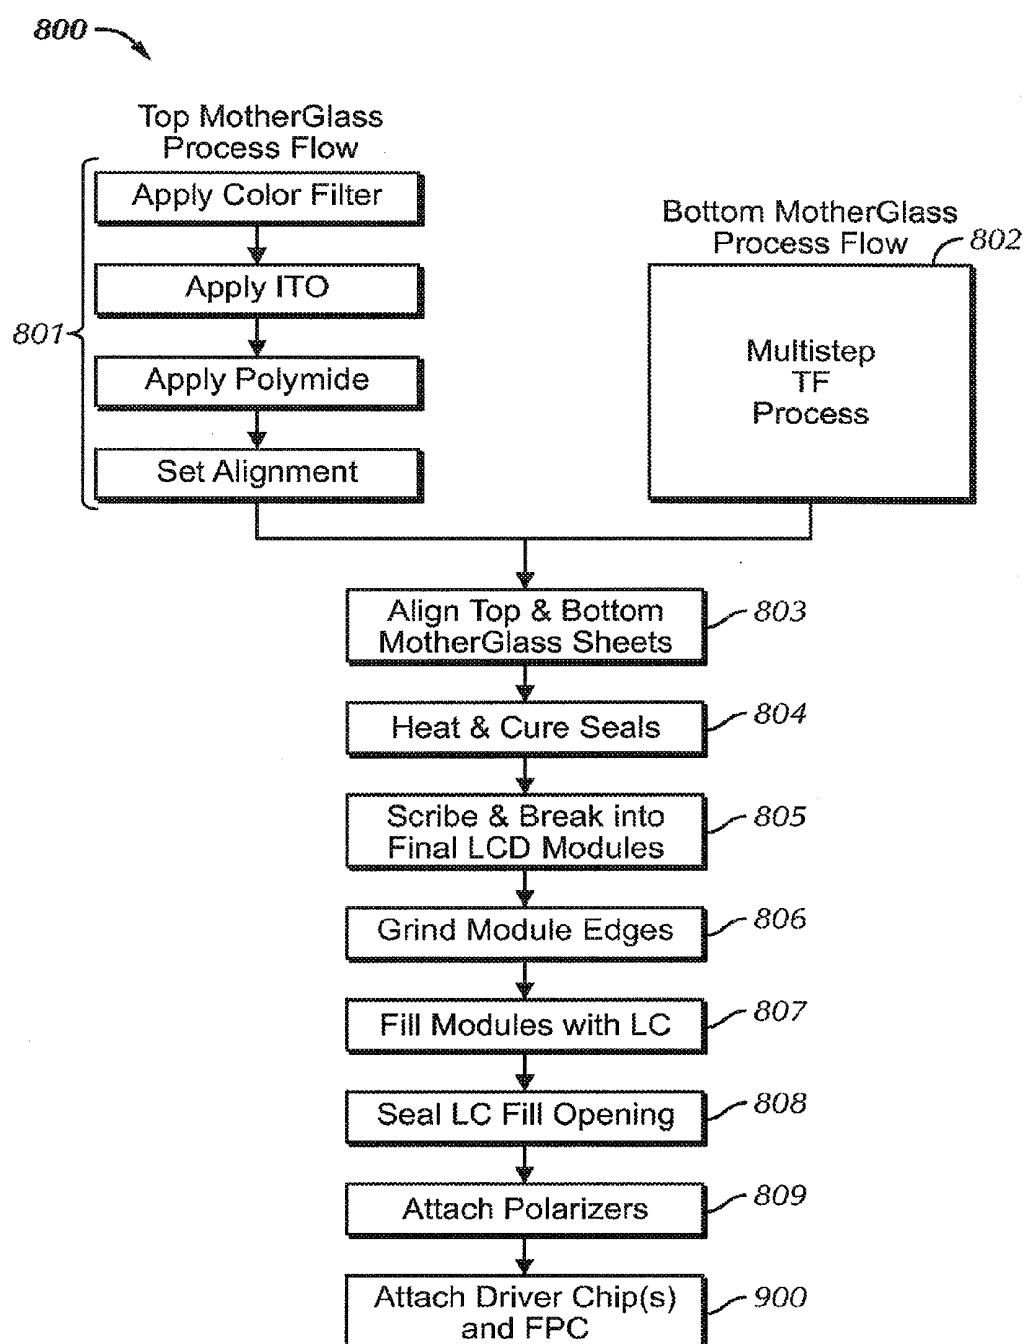 800
Top MotherGlass
Process Flow
Apply Color Filter
Apply ITO
801
Apply Polymide
Set Alignment
Bottom MotherGlass
Process Flow
802
Multistep
TF
Process
Align Top & Bottom
MotherGlass Sheets
803
Heat & Cure Seals
804
Scribe & Break into
Final LCD Modules
805
Grind Module Edges
806
Fill Modules with LC
807
Seal LC Fill Opening
808
Attach Polarizers
809
Attach Driver Chip(s)
and FPC
900